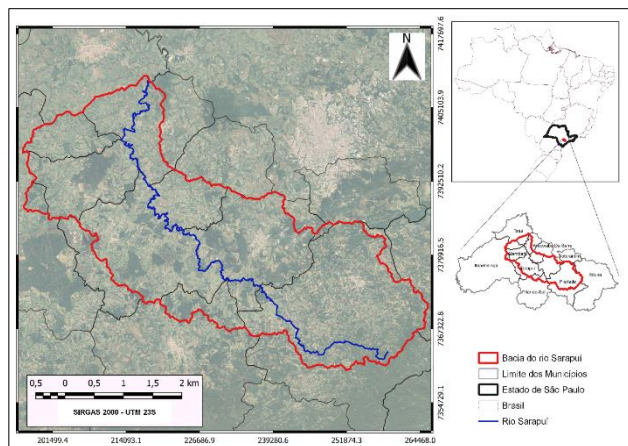 N
7417697.6
7405103.9
7392510.2
7379916.5
7367322.8
7354729.1
0,5 0 0,5 1 1,5 2 km
SIRGAS 2000 - UTM 23S
201499.4 214093.1 226686.9 239280.6 251874.3 264468.0
Tatuí
Piedade
Bacia do rio Sarapuí
Limite dos Municípios
Estado de São Paulo
Brasil
Rio Sarapuí